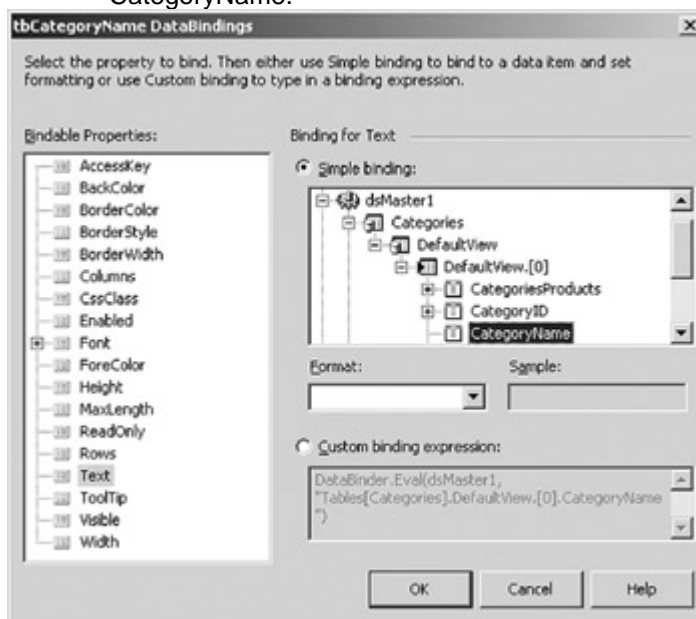 CategoryName.
tbCategoryName DataBindings
Select the property to bind. Then either use Simple binding to bind to a data item and set
formatting or use Custom binding to type in a binding expression.
Bindable Properties:
AccessKey
BackColor
BorderColor
BorderStyle
BorderWidth
Columns
CssClass
Enabled
Font
ForeColor
Height
MaxLength
ReadOnly
Rows
Text
ToolTip
Visible
Width
Binding for Text
Simple binding:
dsMaster1
Categories
DefaultView
DefaultView.[0]
CategoriesProducts
CategoryID
CategoryName
Format:
Sample:
Custom binding expression:
DataBinder.Eval(dsMaster1,
"Tables[Categories].DefaultView.[0].CategoryName
")
OK
Cancel
Help